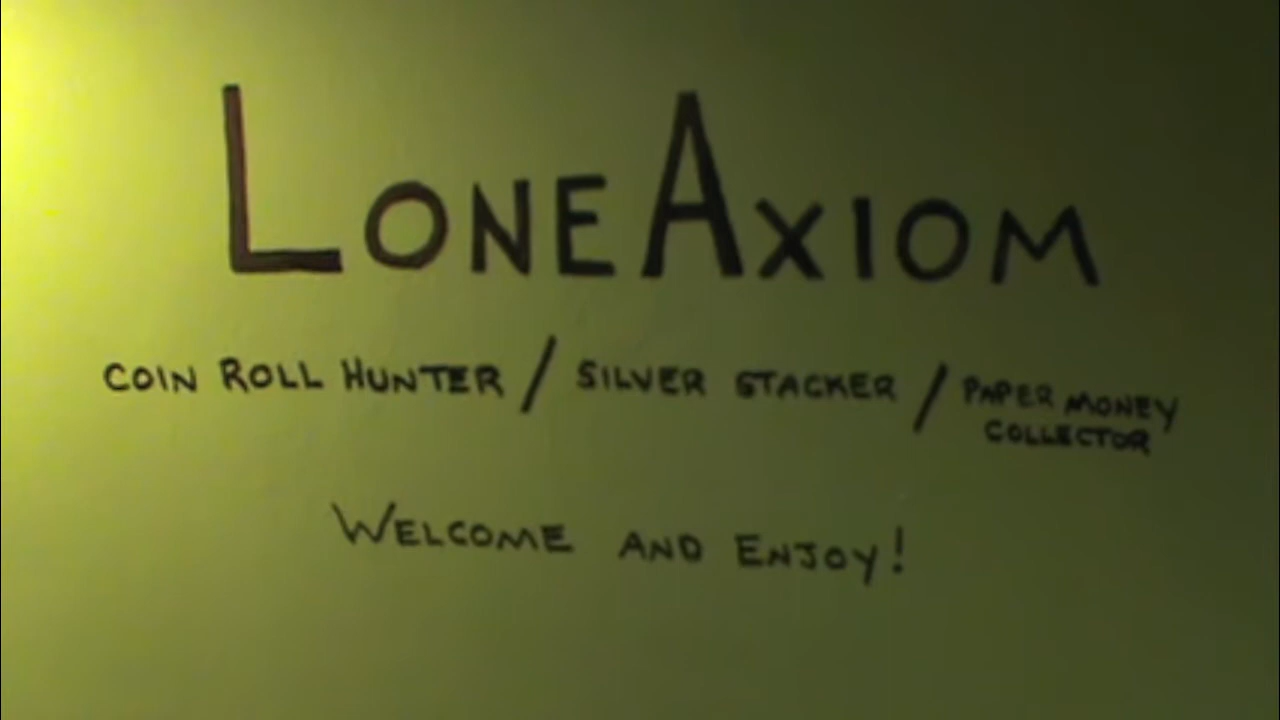 LONEAXIOM
COIN ROLL HUNTER / SILVER STACKER / PAPER MONEY
COLLECTOR
WELCOME AND ENJOY!